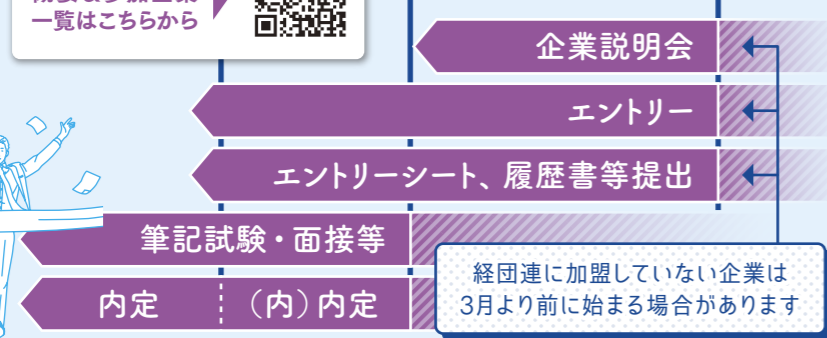 一覧はこちらから
企業説明会
エントリー
エントリーシート、履歴書等提出
筆記試験・面接等
内定
（内）内定
経団連に加盟していない企業は
3月より前に始まる場合があります